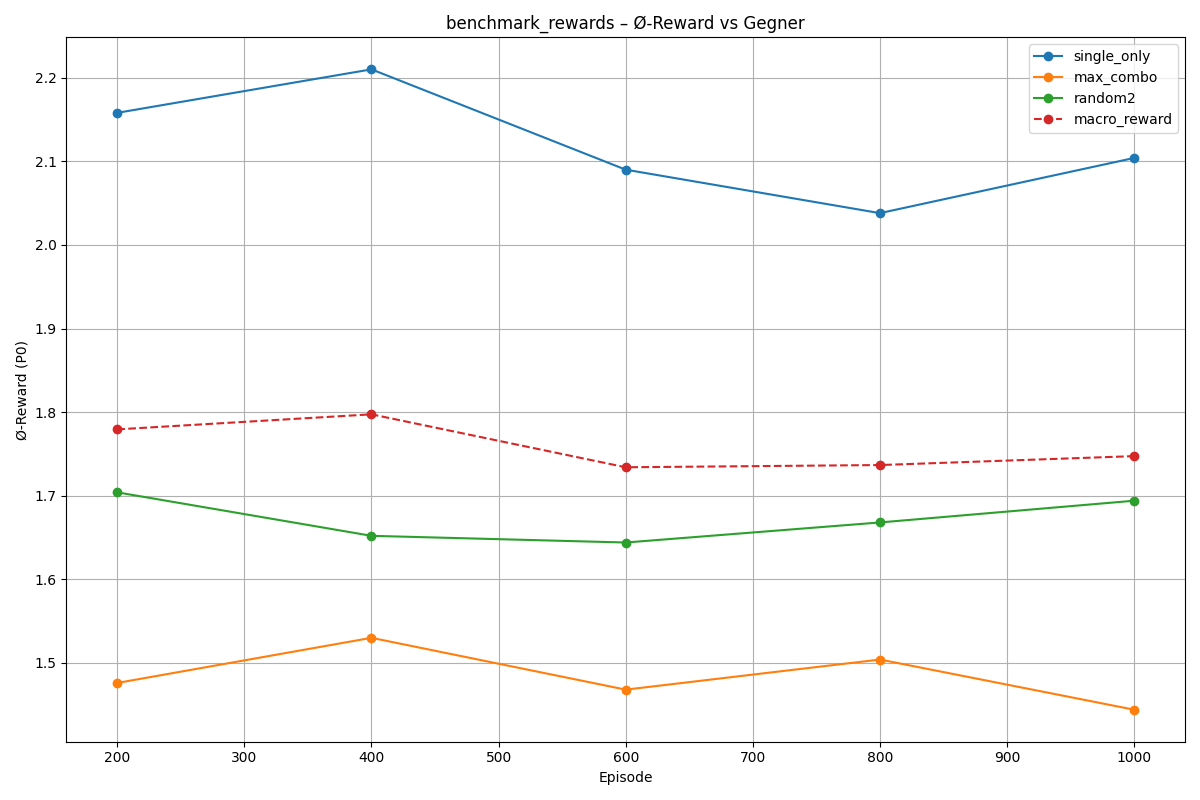 benchmark_rewards – Ø-Reward vs Gegner
single_only
max_combo
random2
macro_reward
Ø-Reward (P0)
2.2
2.1
2.0
1.9
1.8
1.7
1.6
1.5
200 300 400 500 600 700 800 900 1000
Episode